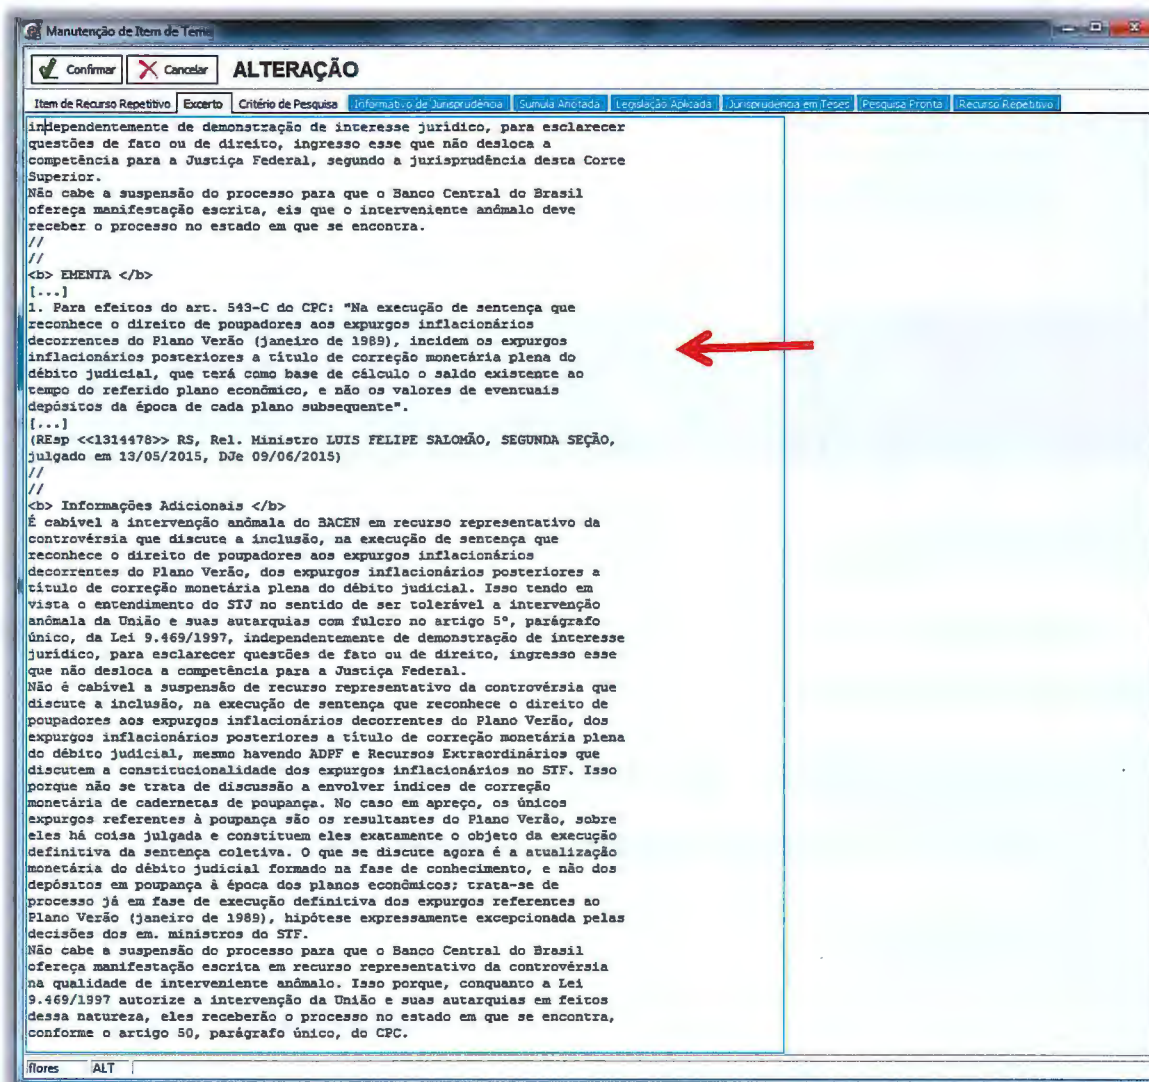 Manutenção de Item de Tema
Confirmar Cancelar ALTERAÇÃO
Item de Recurso Repetitivo Excerto Critério de Pesquisa Informativo de Jurisprudência Sumula Anotada Legislação Aplicada Jurisprudência em Teses Pesquisa Pronta Recurso Repetitivo
independentemente de demonstração de interesse jurídico, para esclarecer
questões de fato ou de direito, ingresso esse que não desloca a
competência para a Justiça Federal, segundo a jurisprudência desta Corte
Superior.
Não cabe a suspensão do processo para que o Banco Central do Brasil
ofereça manifestação escrita, eis que o interveniente anômalo deve
receber o processo no estado em que se encontra.
//
//
<b> EMENTA </b>
[...]
1. Para efeitos do art. 543-C do CPC: "Na execução de sentença que
reconhece o direito de poupadores aos expurgos inflacionários
decorrentes do Plano Verão (janeiro de 1989), incidem os expurgos
inflacionários posteriores a título de correção monetária plena do
débito judicial, que terá como base de cálculo o saldo existente ao
tempo do referido plano econômico, e não os valores de eventuais
depósitos da época de cada plano subsequente".
[...]
(REsp <<1314478>> RS, Rel. Ministro LUIS FELIPE SALOMÃO, SEGUNDA SEÇÃO,
julgado em 13/05/2015, DJe 09/06/2015)
//
//
<b> Informações Adicionais </b>
É cabível a intervenção anômala do BACEN em recurso representativo da
controvérsia que discute a inclusão, na execução de sentença que
reconhece o direito de poupadores aos expurgos inflacionários
decorrentes do Plano Verão, dos expurgos inflacionários posteriores a
título de correção monetária plena do débito judicial. Isso tendo em
vista o entendimento do STJ no sentido de ser tolerável a intervenção
anômala da União e suas autarquias com fulcro no artigo 5º, parágrafo
único, da Lei 9.469/1997, independentemente de demonstração de interesse
jurídico, para esclarecer questões de fato ou de direito, ingresso esse
que não desloca a competência para a Justiça Federal.
Não é cabível a suspensão de recurso representativo da controvérsia que
discute a inclusão, na execução de sentença que reconhece o direito de
poupadores aos expurgos inflacionários decorrentes do Plano Verão, dos
expurgos inflacionários posteriores a título de correção monetária plena
do débito judicial, mesmo havendo ADPF e Recursos Extraordinários que
discutem a constitucionalidade dos expurgos inflacionários no STF. Isso
porque não se trata de discussão a envolver índices de correção
monetária de cadernetas de poupança. No caso em apreço, os únicos
expurgos referentes à poupança são os resultantes do Plano Verão, sobre
eles há coisa julgada e constituem eles exatamente o objeto da execução
definitiva da sentença coletiva. O que se discute agora é a atualização
monetária do débito judicial formado na fase de conhecimento, e não dos
depósitos em poupança à época dos planos econômicos; trata-se de
processo já em fase de execução definitiva dos expurgos referentes ao
Plano Verão (janeiro de 1989), hipótese expressamente excepcionada pelas
decisões dos em. ministros do STF.
Não cabe a suspensão do processo para que o Banco Central do Brasil
ofereça manifestação escrita em recurso representativo da controvérsia
na qualidade de interveniente anômalo. Isso porque, conquanto a Lei
9.469/1997 autorize a intervenção da União e suas autarquias em feitos
dessa natureza, eles receberão o processo no estado em que se encontra,
conforme o artigo 50, parágrafo único, do CPC.
flores ALT